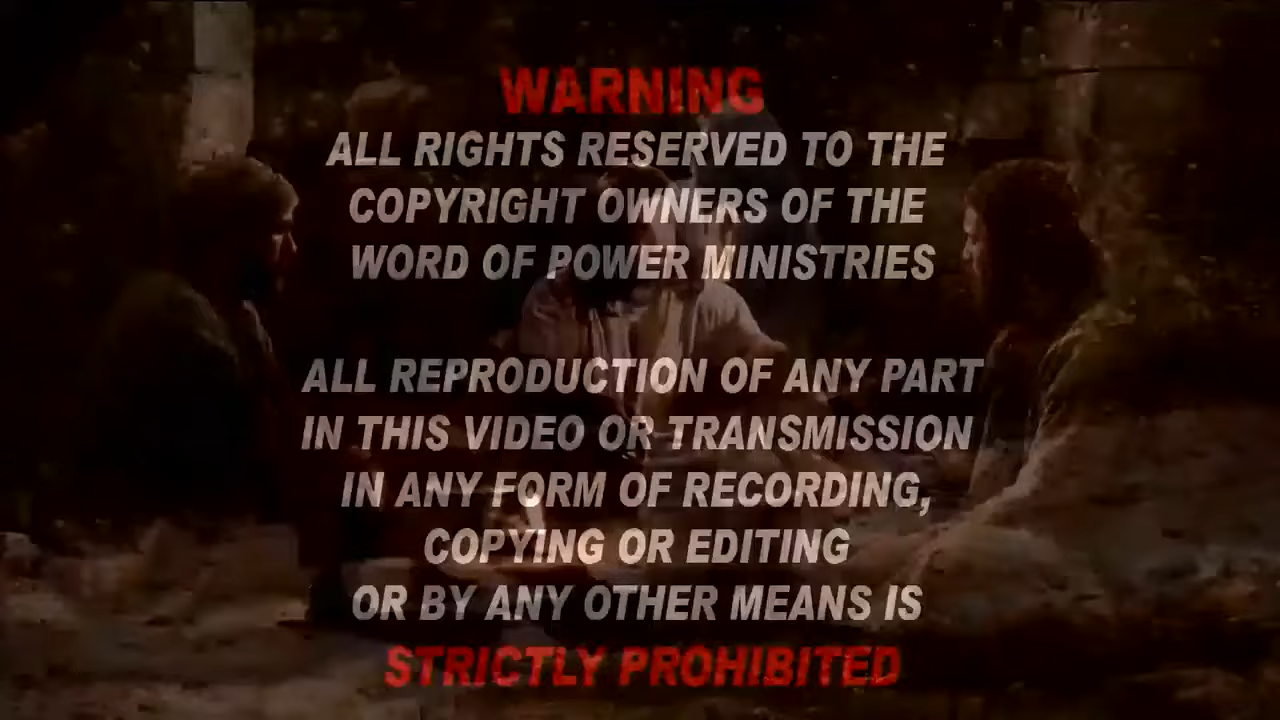 WARNING
ALL RIGHTS RESERVED TO THE
COPYRIGHT OWNERS OF THE
WORD OF POWER MINISTRIES
ALL REPRODUCTION OF ANY PART
IN THIS VIDEO OR TRANSMISSION
IN ANY FORM OF RECORDING,
COPYING OR EDITING
OR BY ANY OTHER MEANS IS
STRICTLY PROHIBITED